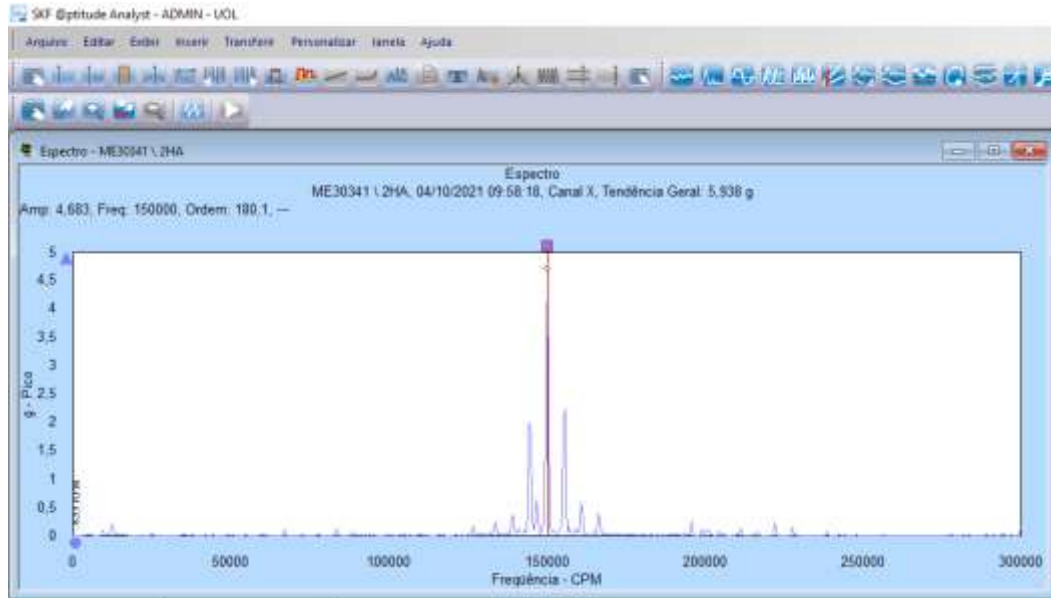 SKF @ptitude Analyst - ADMIN - UOL
Arquivo Editar Exibir Inserir Transferir Personalizar Janela Ajuda
Espectro - ME30341 \ 2HA
Espectro
ME30341 \ 2HA, 04/10/2021 09:58:18, Canal X, Tendência Geral: 5,938 g
Amp: 4,683, Freq: 150000, Ordem: 180,1, ---
5
4,5
4
3,5
3
2,5
2
1,5
1
0,5
0
g - Pico
0 50000 100000 150000 200000 250000 300000
Freqüência - CPM